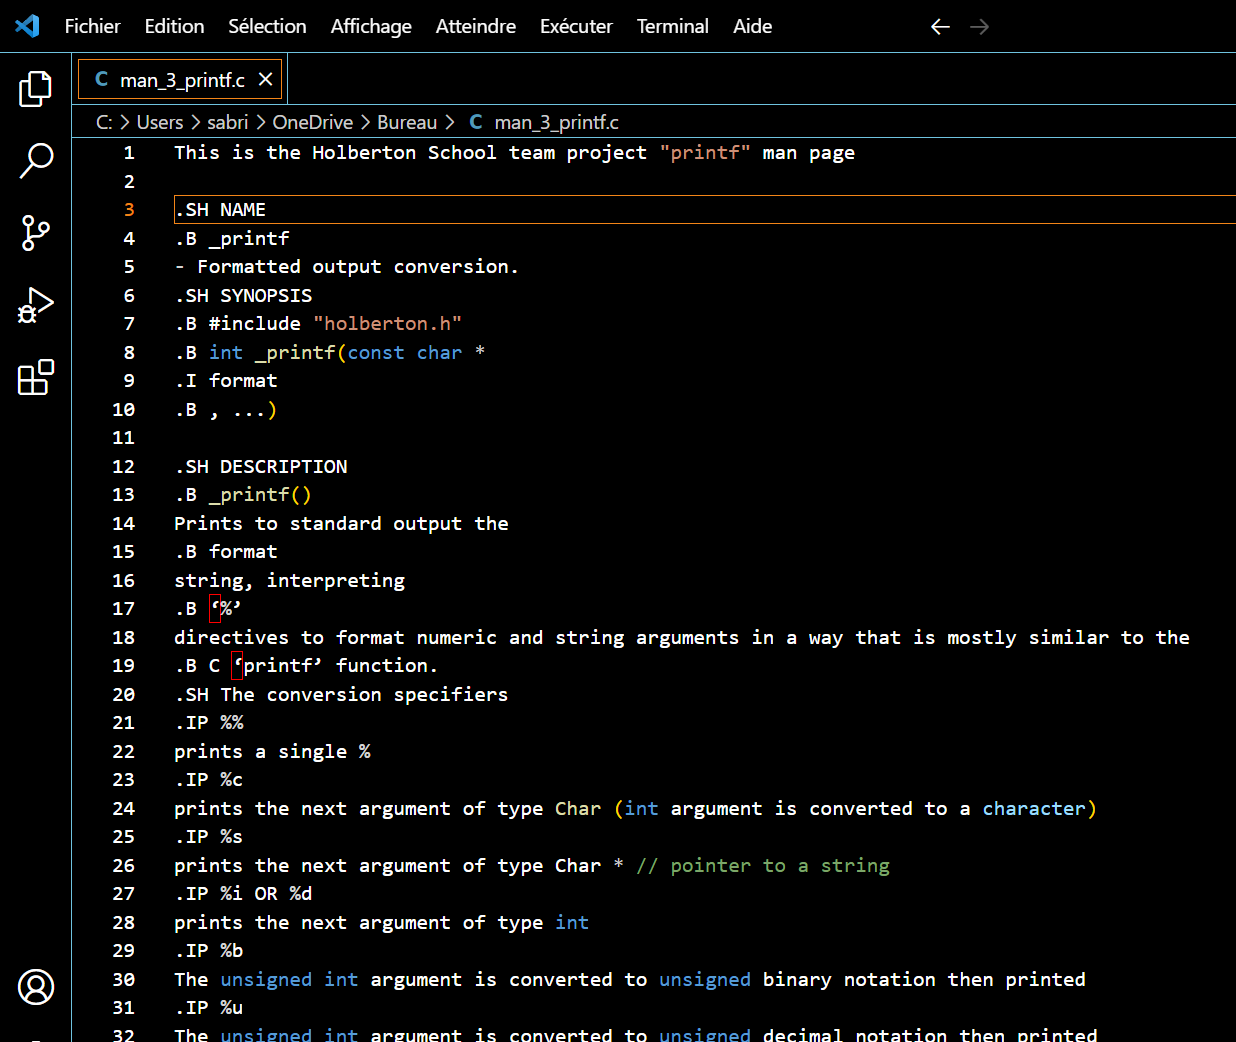 Fichier Edition Sélection Affichage Atteindre Exécuter Terminal Aide
C man_3_printf.c
C: > Users > sabri > OneDrive > Bureau > C man_3_printf.c
1 This is the Holberton School team project "printf" man page
2
3 .SH NAME
4 .B _printf
5 - Formatted output conversion.
6 .SH SYNOPSIS
7 .B #include "holberton.h"
8 .B int _printf(const char *
9 .I format
10 .B , ...)
11
12 .SH DESCRIPTION
13 .B _printf()
14 Prints to standard output the
15 .B format
16 string, interpreting
17 .B ‘%’
18 directives to format numeric and string arguments in a way that is mostly similar to the
19 .B C ‘printf’ function.
20 .SH The conversion specifiers
21 .IP %%
22 prints a single %
23 .IP %c
24 prints the next argument of type Char (int argument is converted to a character)
25 .IP %s
26 prints the next argument of type Char * // pointer to a string
27 .IP %i OR %d
28 prints the next argument of type int
29 .IP %b
30 The unsigned int argument is converted to unsigned binary notation then printed
31 .IP %u
32 The unsigned int argument is converted to unsigned decimal notation then printed